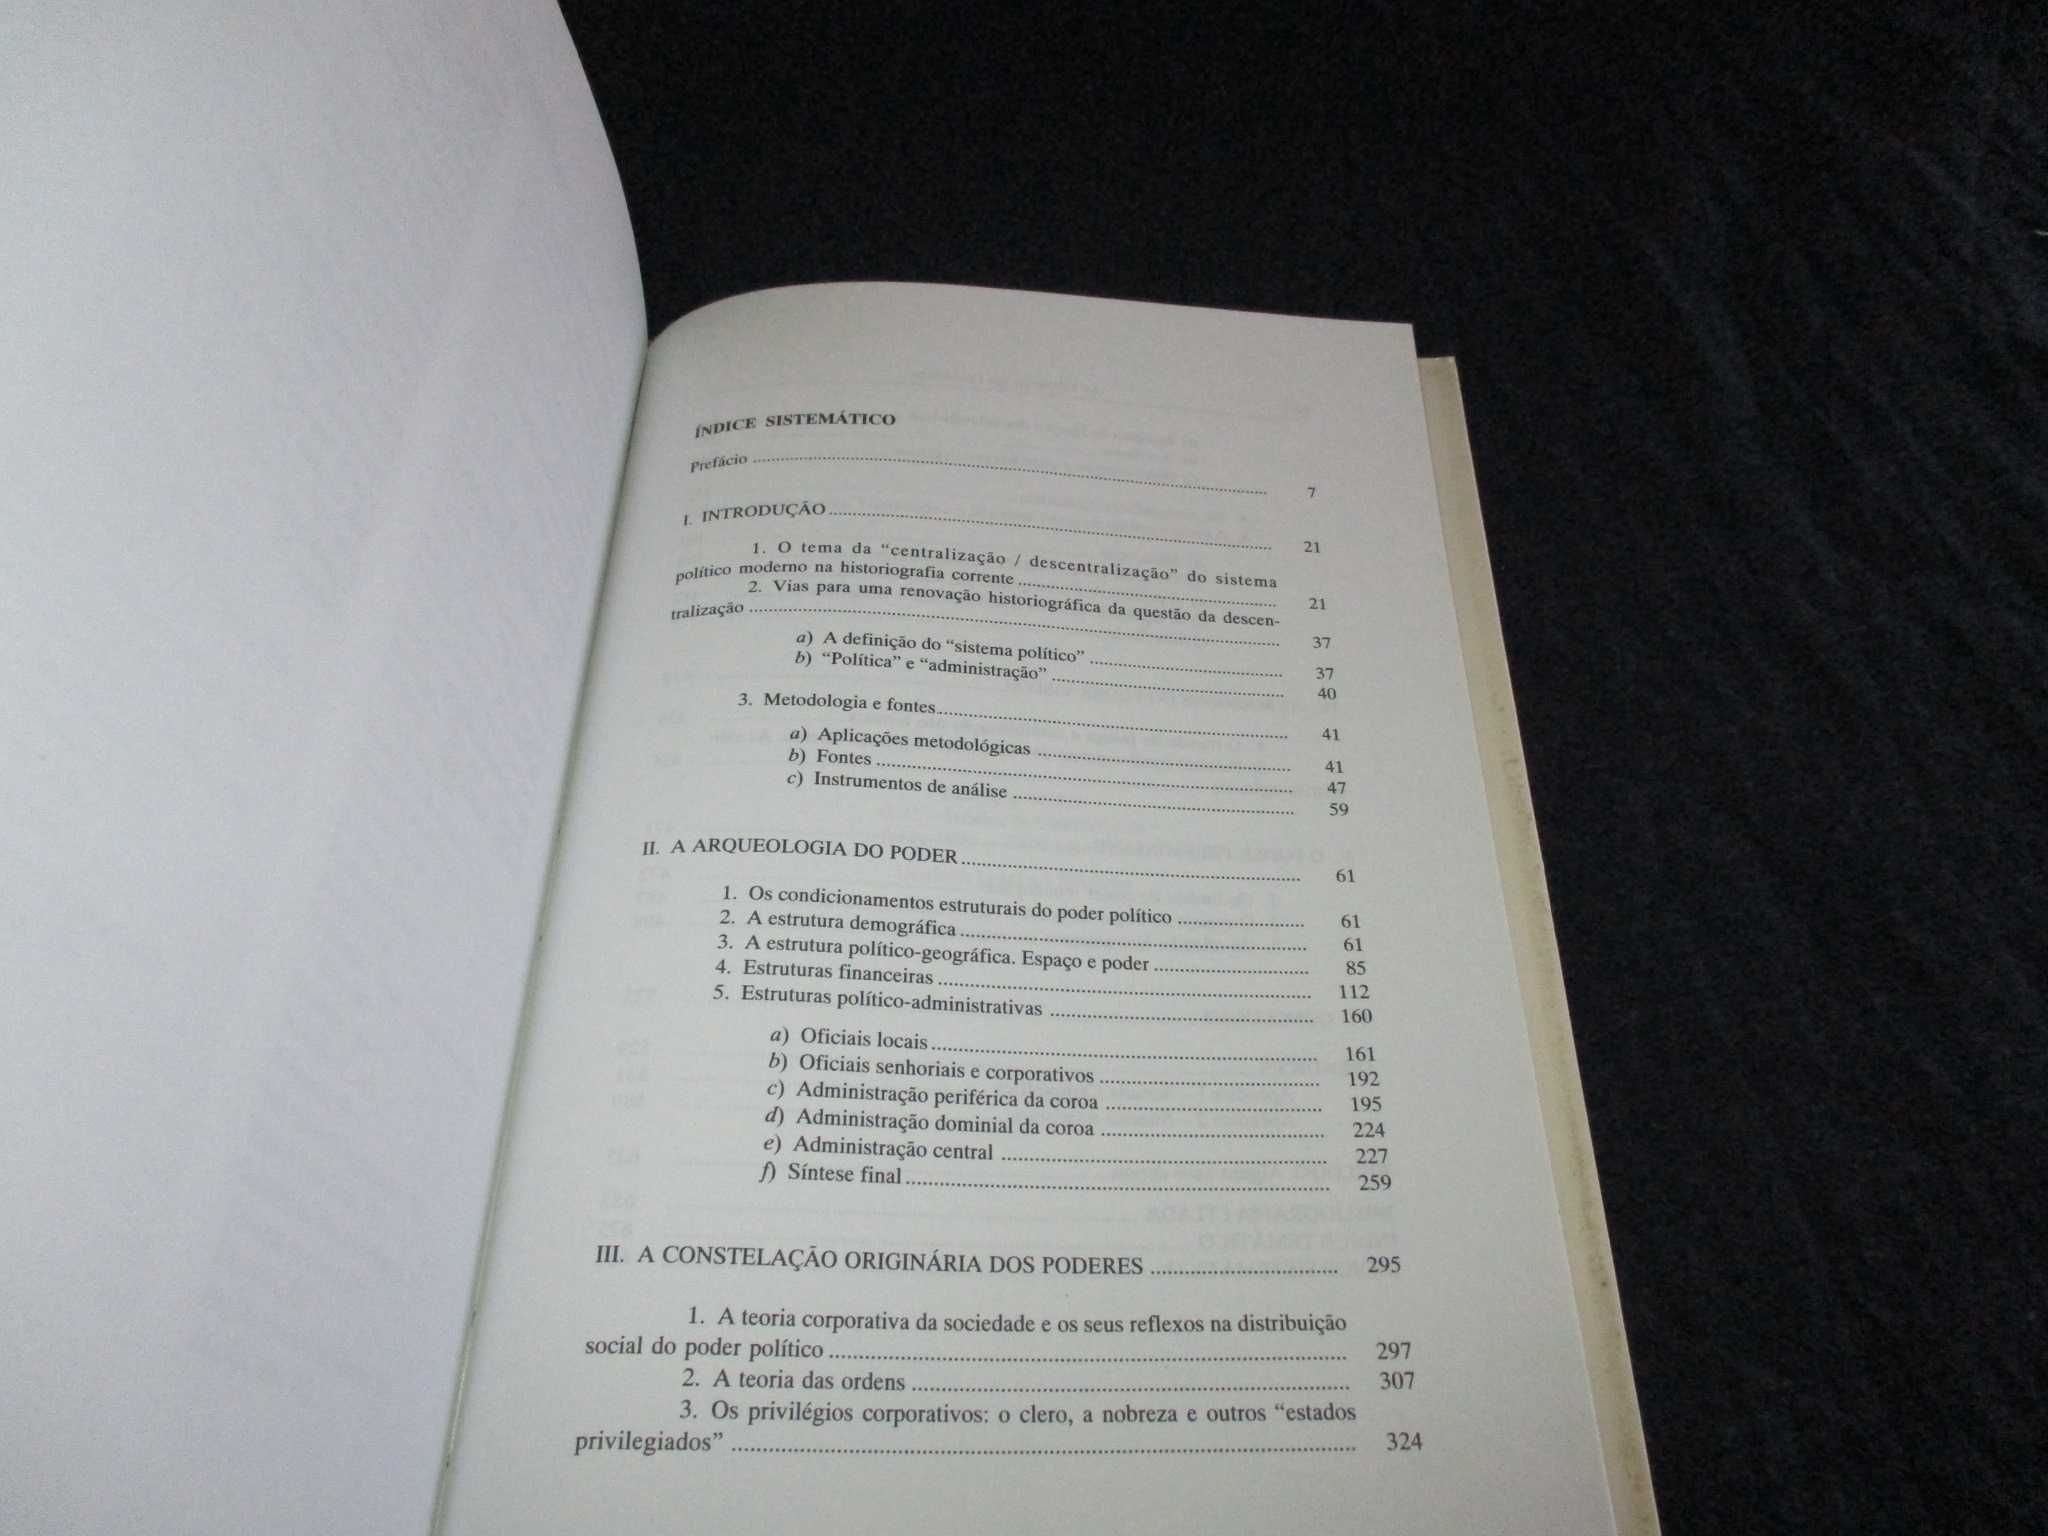 ÍNDICE SISTEMÁTICO
Prefácio ........ 7
I. INTRODUÇÃO ........ 21
1. O tema da “centralização / descentralização” do sistema
político moderno na historiografia corrente ........ 21
2. Vias para uma renovação historiográfica da questão da descen-
tralização ........ 37
a) A definição do “sistema político” ........ 37
b) “Política” e “administração” ........ 40
3. Metodologia e fontes ........ 41
a) Aplicações metodológicas ........ 41
b) Fontes ........ 47
c) Instrumentos de análise ........ 59
II. A ARQUEOLOGIA DO PODER ........ 61
1. Os condicionamentos estruturais do poder político ........ 61
2. A estrutura demográfica ........ 61
3. A estrutura político-geográfica. Espaço e poder ........ 85
4. Estruturas financeiras ........ 112
5. Estruturas político-administrativas ........ 160
a) Oficiais locais ........ 161
b) Oficiais senhoriais e corporativos ........ 192
c) Administração periférica da coroa ........ 195
d) Administração dominial da coroa ........ 224
e) Administração central ........ 227
f) Síntese final ........ 259
III. A CONSTELAÇÃO ORIGINÁRIA DOS PODERES ........ 295
1. A teoria corporativa da sociedade e os seus reflexos na distribuição
social do poder político ........ 297
2. A teoria das ordens ........ 307
3. Os privilégios corporativos: o clero, a nobreza e outros “estados
privilegiados” ........ 324